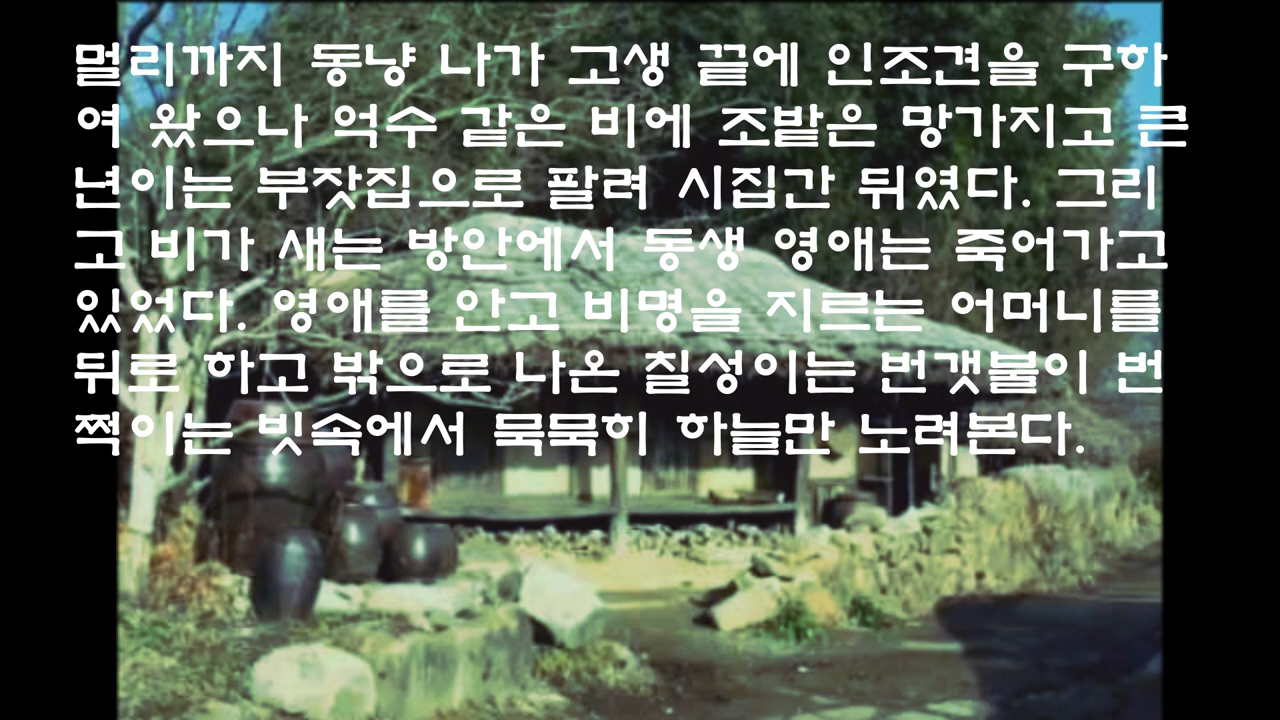 멀리까지 동냥 나가 고생 끝에 인조견을 구하
여 왔으나 억수 같은 비에 조밭은 망가지고 큰
년이는 부잣집으로 팔려 시집간 뒤였다. 그리
고 비가 새는 방안에서 동생 영애는 죽어가고
있었다. 영애를 안고 비명을 지르는 어머니를
뒤로 하고 밖으로 나온 칠성이는 번갯불이 번
쩍이는 빗속에서 묵묵히 하늘만 노려본다.